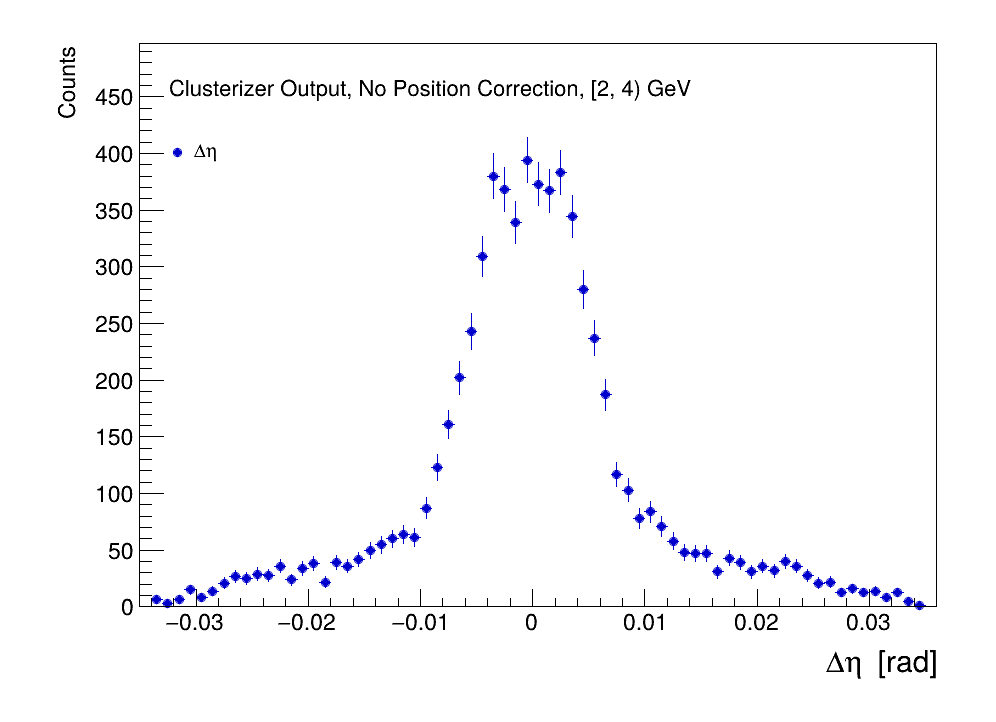 Counts
Clusterizer Output, No Position Correction, [2, 4) GeV
Δη
450
400
350
300
250
200
150
100
50
0
−0.03 −0.02 −0.01 0 0.01 0.02 0.03
Δη [rad]